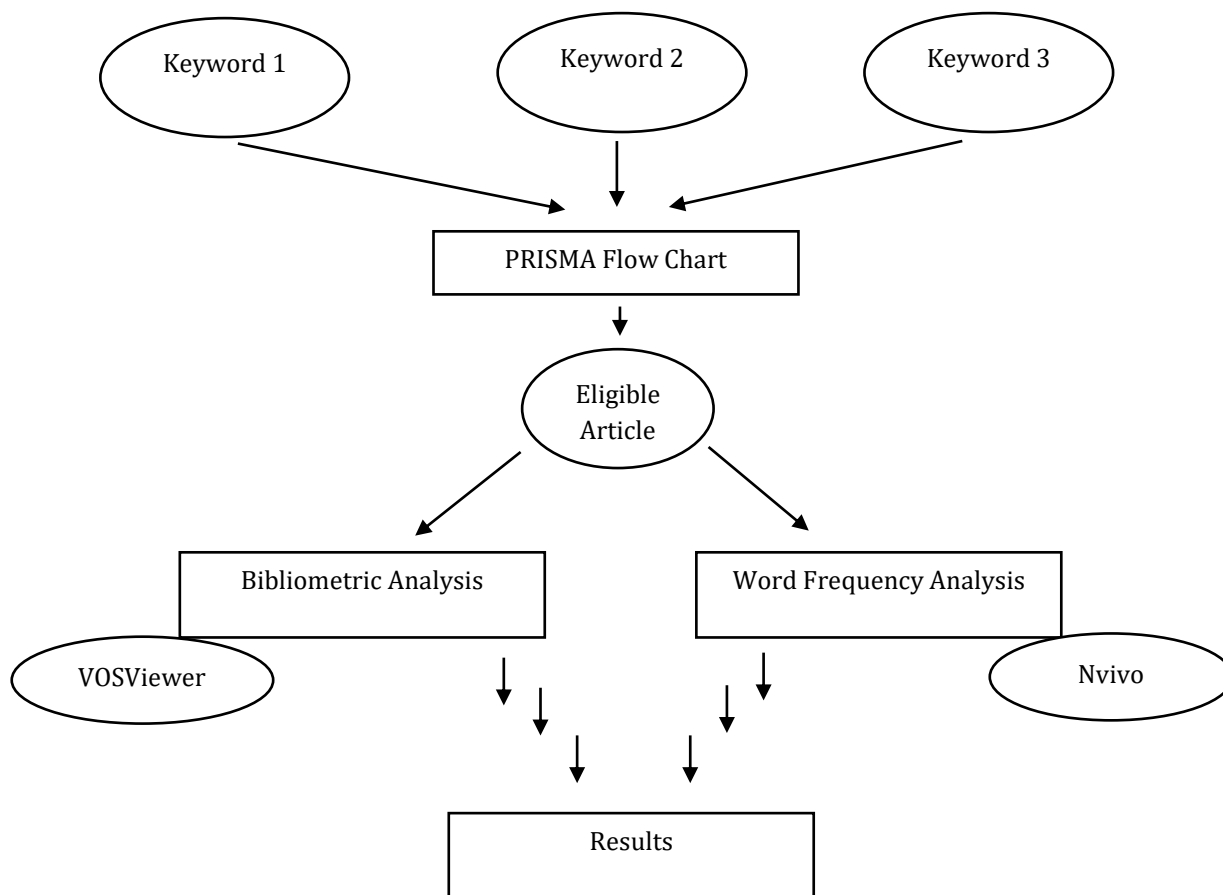 Keyword 1
Keyword 2
Keyword 3
PRISMA Flow Chart
Eligible
Article
Bibliometric Analysis
Word Frequency Analysis
VOSViewer
Nvivo
Results